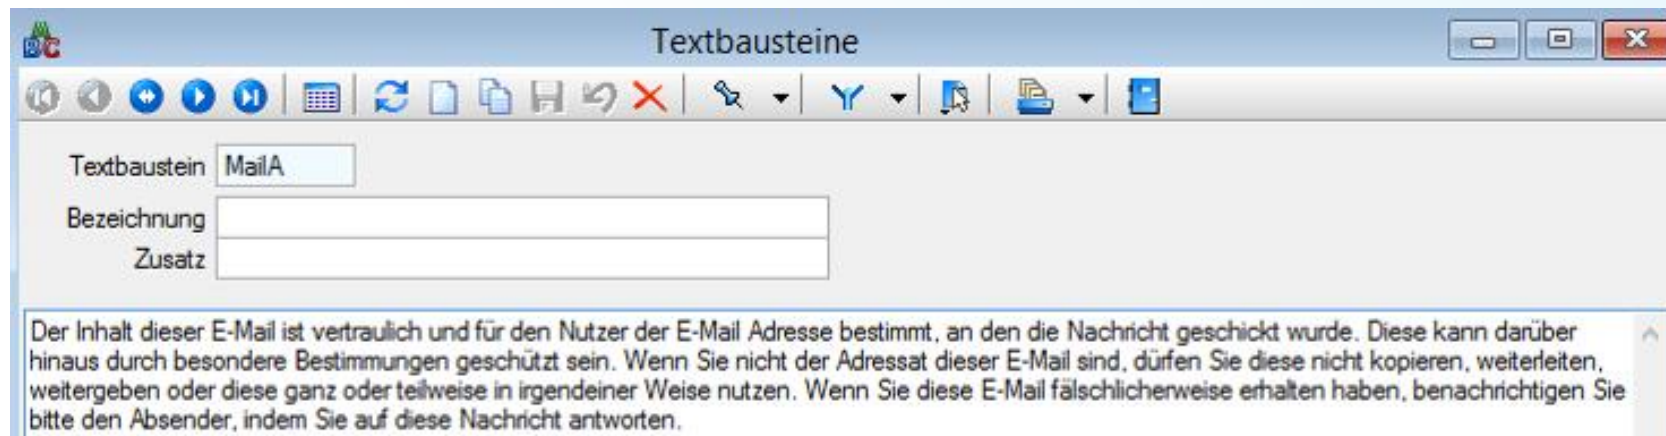 Textbausteine
Textbaustein MailA
Bezeichnung
Zusatz
Der Inhalt dieser E-Mail ist vertraulich und für den Nutzer der E-Mail Adresse bestimmt, an den die Nachricht geschickt wurde. Diese kann darüber
hinaus durch besondere Bestimmungen geschützt sein. Wenn Sie nicht der Adressat dieser E-Mail sind, dürfen Sie diese nicht kopieren, weiterleiten,
weitergeben oder diese ganz oder teilweise in irgendeiner Weise nutzen. Wenn Sie diese E-Mail fälschlicherweise erhalten haben, benachrichtigen Sie
bitte den Absender, indem Sie auf diese Nachricht antworten.